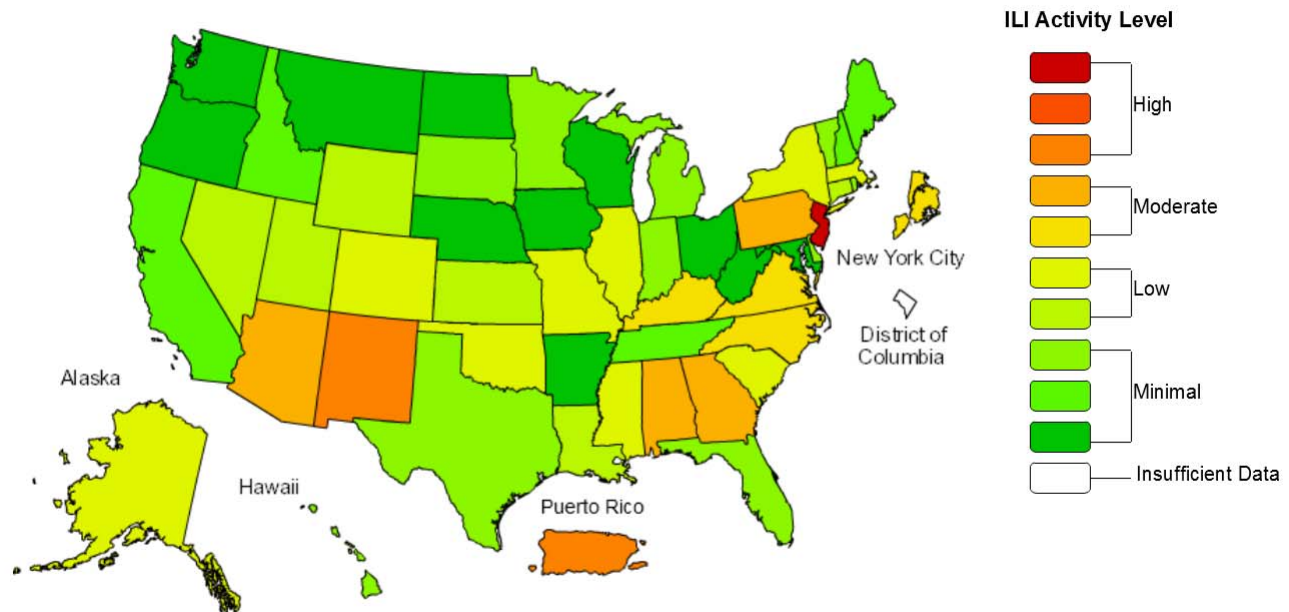 ILI Activity Level
High
Moderate
New York City
Low
District of
Columbia
Alaska
Minimal
Hawaii
Insufficient Data
Puerto Rico